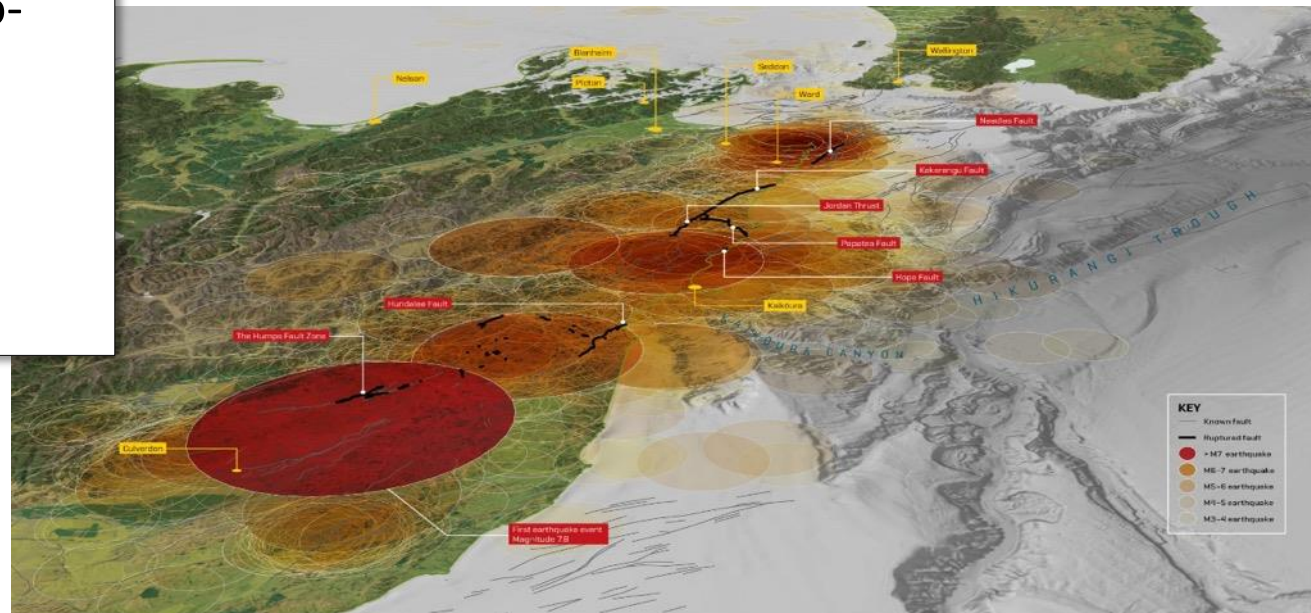 -
Nelson
Blenheim
Picton
Seddon
Ward
Wellington
Needles Fault
Kekerengu Fault
Jordan Thrust
Papatea Fault
Hope Fault
Kaikōura
Hundalee Fault
The Humps Fault Zone
Culverden
First earthquake event
Magnitude 7.8
HIKURANGI TROUGH
CANYON
KEY
Known fault
Ruptured fault
>M7 earthquake
M6-7 earthquake
M5-6 earthquake
M4-5 earthquake
M3-4 earthquake